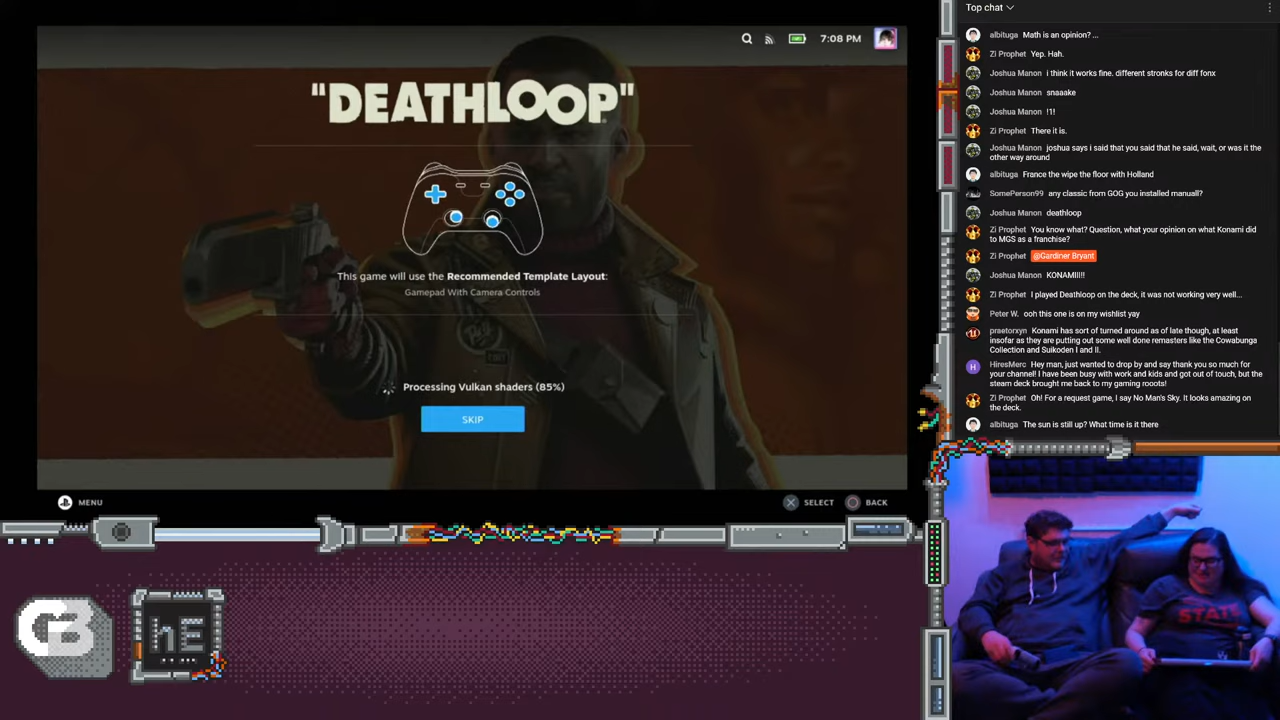 7:08 PM
"DEATHLOOP"
This game will use the Recommended Template Layout:
Gamepad With Camera Controls
Processing Vulkan shaders (85%)
SKIP
MENU
SELECT
BACK
GB
hE
Top chat
albituga Math is an opinion? ...
Zi Prophet Yep. Hah.
Joshua Manon i think it works fine. different stronks for diff fonx
Joshua Manon snaaake
Joshua Manon !1!
Zi Prophet There it is.
Joshua Manon joshua says i said that you said that he said, wait, or was it the
other way around
albituga France the wipe the floor with Holland
SomePerson99 any classic from GOG you installed manuall?
Joshua Manon deathloop
Zi Prophet You know what? Question, what your opinion on what Konami did
to MGS as a franchise?
Zi Prophet @Gardiner Bryant
Joshua Manon KONAMIII!!
Zi Prophet I played Deathloop on the deck, it was not working very well...
Peter W. ooh this one is on my wishlist yay
praetorxyn Konami has sort of turned around as of late though, at least
insofar as they are putting out some well done remasters like the Cowabunga
Collection and Suikoden I and II.
H
HiresMerc Hey man, just wanted to drop by and say thank you so much for
your channel! I have been busy with work and kids and got out of touch, but the
steam deck brought me back to my gaming rooots!
Zi Prophet Oh! For a request game, I say No Man's Sky. It looks amazing on
the deck.
albituga The sun is still up? What time is it there